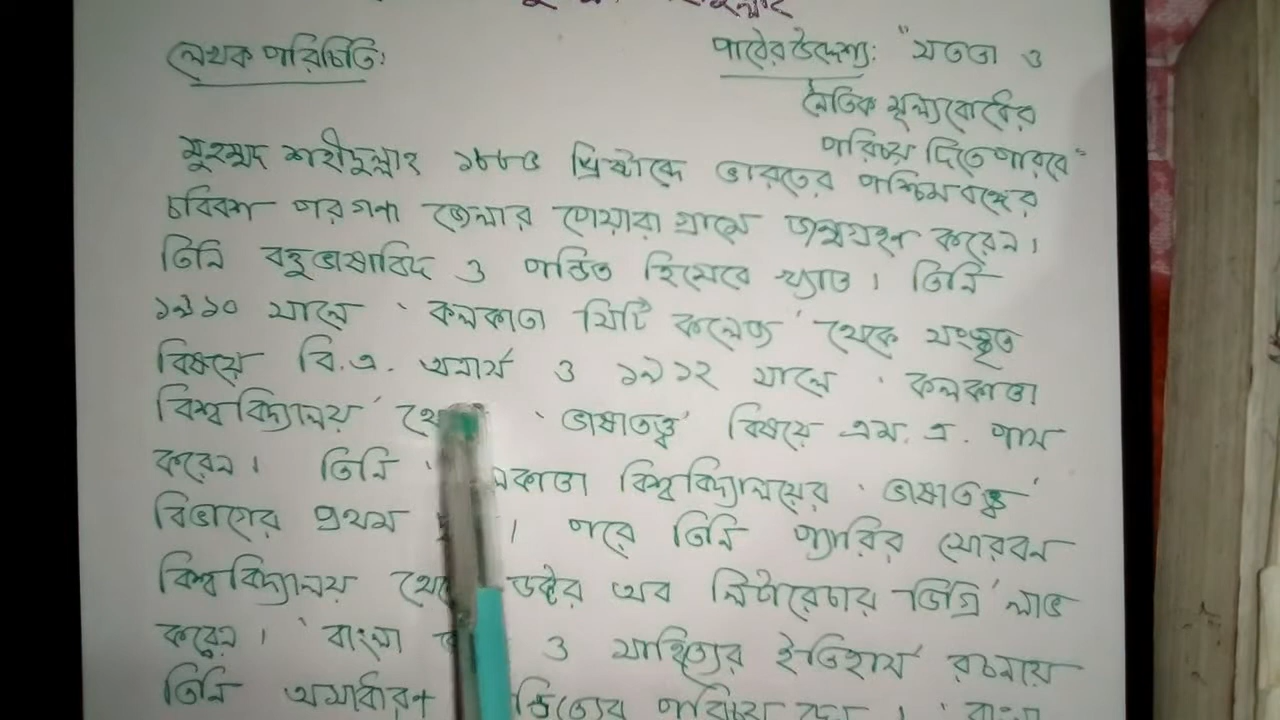 লেখক পরিচিতি:
পাঠের উদ্দেশ্য: "সততা ও
নৈতিক মূল্যবোধের
পরিচয় দিতে পারবে"
মুহম্মদ শহীদুল্লাহ ১৮৮৫ খ্রিষ্টাব্দে ভারতের পশ্চিমবঙ্গের
চব্বিশ পরগণা জেলার পেয়ারা গ্রামে জন্মগ্রহণ করেন।
তিনি বহুভাষাবিদ ও পন্ডিত হিসেবে খ্যাত। তিনি
১৯১০ সালে 'কলকাতা সিটি কলেজ' থেকে সংস্কৃত
বিষয়ে বি.এ. অনার্স ও ১৯১২ সালে 'কলকাতা
বিশ্ববিদ্যালয়' 'ভাষাতত্ত্ব' বিষয়ে এম.এ. পাস
করেন। তিনি বিশ্ববিদ্যালয়ের 'ভাষাতত্ত্ব'
বিভাগের প্রথম । পরে তিনি প্যারির সোরবন
বিশ্ববিদ্যালয় ডক্টর অব লিটারেচার ডিগ্রি লাভ
করেন। 'বাংলা ও সাহিত্যের ইতিহাস' রচনায়
তিনি অসাধারণ